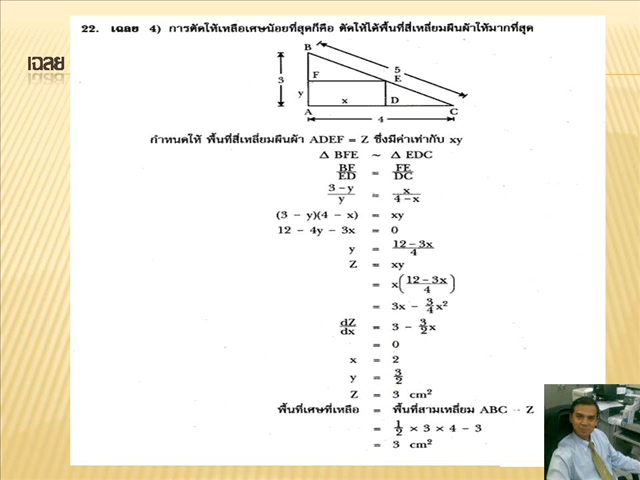 เฉลย
22. เฉลย 4) การตัดให้เหลือเศษน้อยที่สุดก็คือ ตัดให้ได้พื้นที่สี่เหลี่ยมผืนผ้าให้มากที่สุด
B
5
3
F
E
y
x
A
D
C
4
กำหนดให้ พื้นที่สี่เหลี่ยมผืนผ้า ADEF = Z ซึ่งมีค่าเท่ากับ xy
Δ BFE ~ Δ EDC
BF/ED = FE/DC
3 – y/y = x/4 – x
(3 – y)(4 – x) = xy
12 – 4y – 3x = 0
y = 12 – 3x/4
Z = xy
= x(12 – 3x/4)
= 3x – 3/4x²
dZ/dx = 3 – 3/2x
= 0
x = 2
y = 3/2
Z = 3 cm²
พื้นที่เศษที่เหลือ = พื้นที่สามเหลี่ยม ABC – Z
= 1/2 × 3 × 4 – 3
= 3 cm²